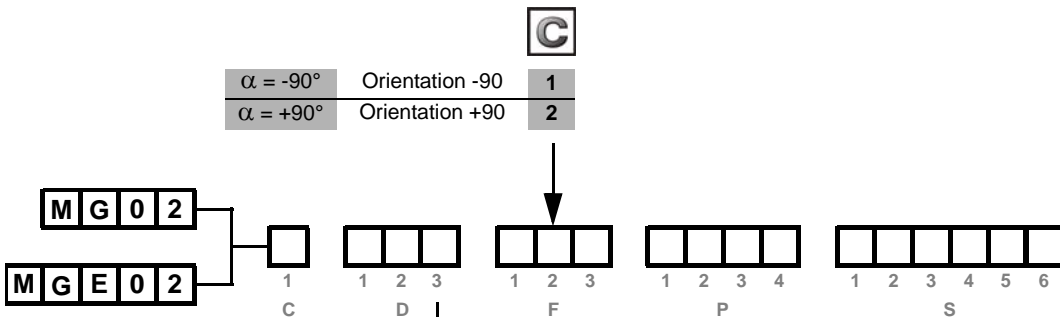 C
α = -90° Orientation -90 1
α = +90° Orientation +90 2
M G 0 2
M G E 0 2
1 1 2 3 1 2 3 1 2 3 4 1 2 3 4 5 6
C D F P S